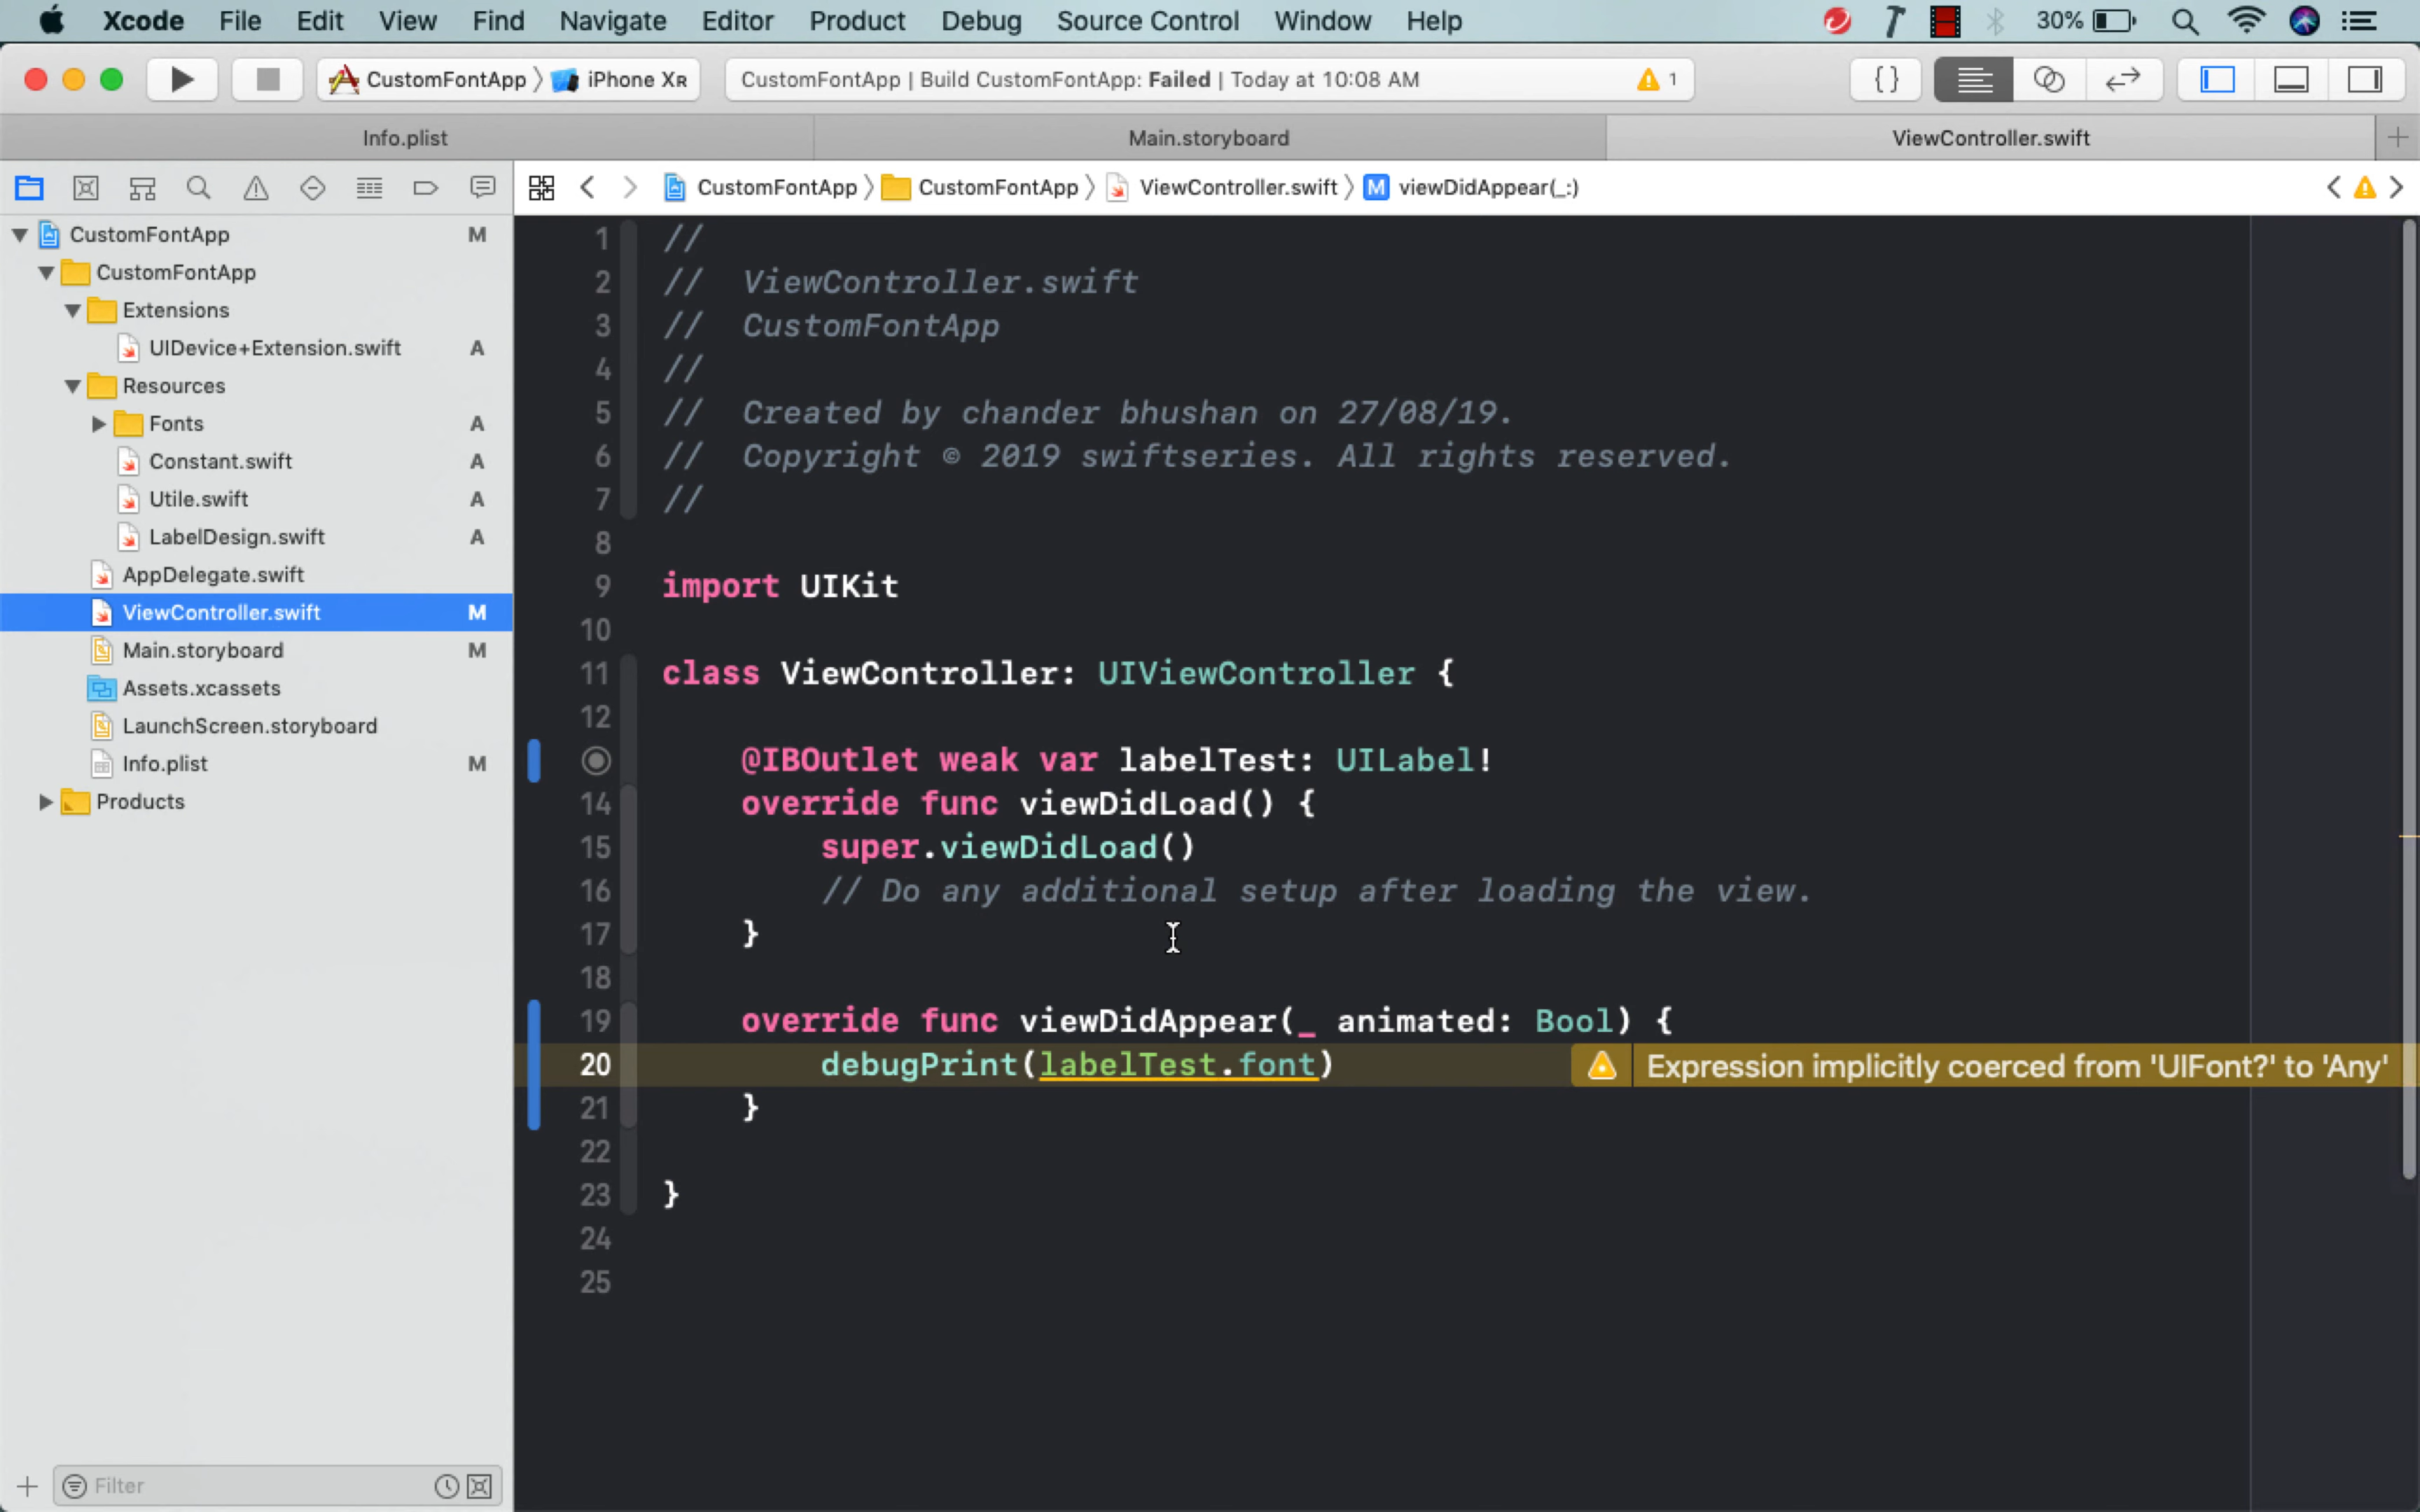 Xcode File Edit View Find Navigate Editor Product Debug Source Control Window Help 30%
CustomFontApp iPhone XR CustomFontApp | Build CustomFontApp: Failed | Today at 10:08 AM 1 {}
Info.plist Main.storyboard ViewController.swift
CustomFontApp CustomFontApp ViewController.swift M viewDidAppear(_:)
CustomFontApp M
CustomFontApp
Extensions
UIDevice+Extension.swift A
Resources
Fonts A
Constant.swift A
Utile.swift A
LabelDesign.swift A
AppDelegate.swift
ViewController.swift M
Main.storyboard M
Assets.xcassets
LaunchScreen.storyboard
Info.plist M
Products
Filter
1 //
2 //  ViewController.swift
3 //  CustomFontApp
4 //
5 //  Created by chander bhushan on 27/08/19.
6 //  Copyright © 2019 swiftseries. All rights reserved.
7 //
8
9 import UIKit
10
11 class ViewController: UIViewController {
12
@IBOutlet weak var labelTest: UILabel!
14 override func viewDidLoad() {
15 super.viewDidLoad()
16 // Do any additional setup after loading the view.
17 }
18
19 override func viewDidAppear(_ animated: Bool) {
20 debugPrint(labelTest.font) Expression implicitly coerced from 'UIFont?' to 'Any'
21 }
22
23 }
24
25